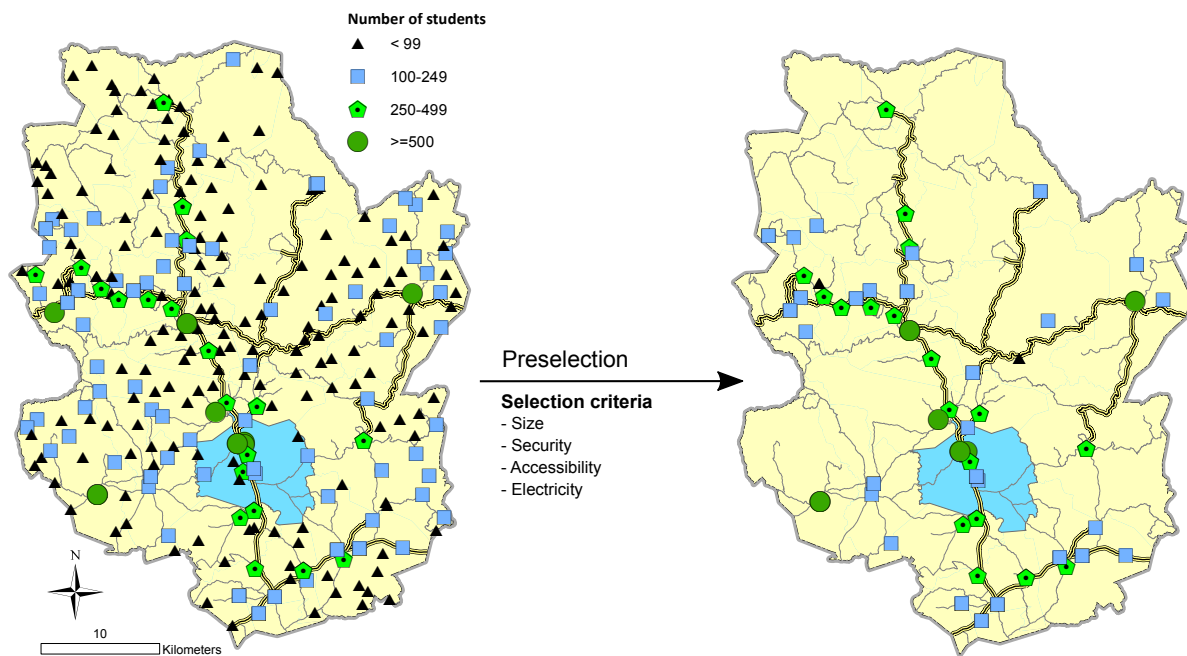 Number of students
< 99
100-249
250-499
>=500
Preselection
Selection criteria
- Size
- Security
- Accessibility
- Electricity
N
10
Kilometers